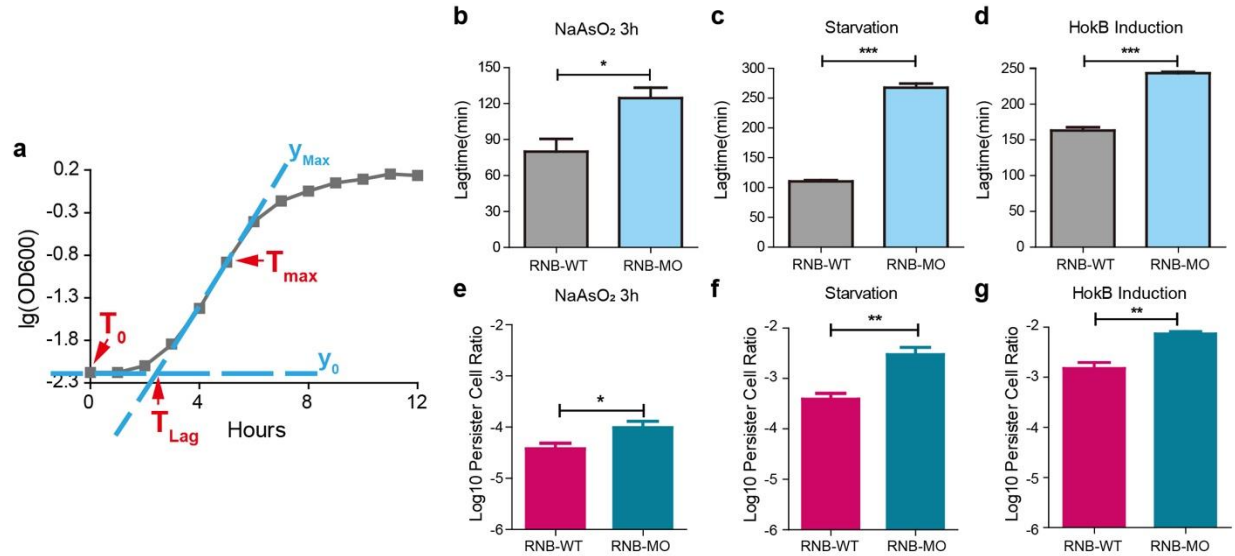 a
0.2
-0.3
-0.8
-1.3
-1.8
-2.3
lg(OD600)
0
4
8
12
Hours
y Max
T max
T 0
y 0
T Lag
b
NaAsO₂ 3h
*
150
120
90
60
30
0
Lagtime(min)
RNB-WT RNB-MO
c
Starvation
***
300
250
200
150
100
50
0
Lagtime(min)
RNB-WT RNB-MO
d
HokB Induction
***
250
200
150
100
50
0
Lagtime(min)
RNB-WT RNB-MO
e
NaAsO₂ 3h
*
-2
-3
-4
-5
-6
Log10 Persister Cell Ratio
RNB-WT RNB-MO
f
Starvation
**
-2
-3
-4
-5
-6
Log10 Persister Cell Ratio
RNB-WT RNB-MO
g
HokB Induction
**
-2
-3
-4
-5
-6
Log10 Persister Cell Ratio
RNB-WT RNB-MO